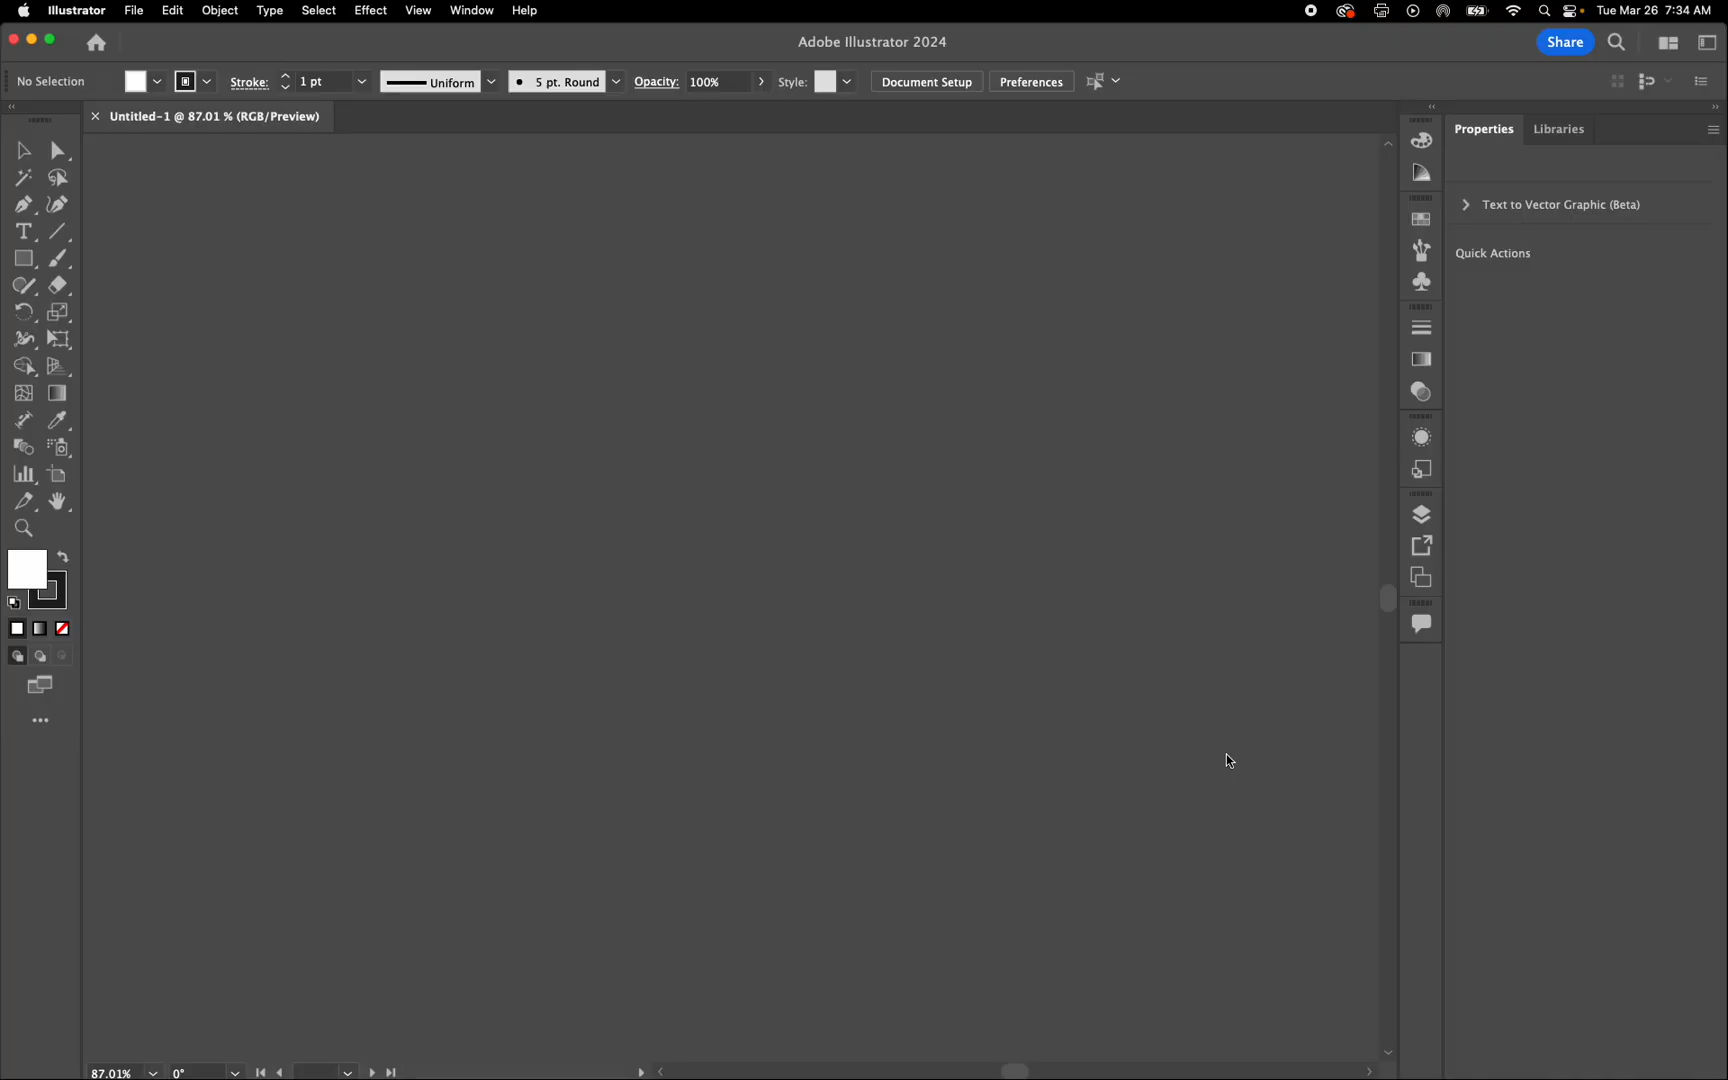 Illustrator File Edit Object Type Select Effect View Window Help Tue Mar 26 7:34 AM
Adobe Illustrator 2024 Share
No Selection Stroke: 1 pt Uniform 5 pt. Round Opacity: 100% Style: Document Setup Preferences
Untitled-1 @ 87.01 % (RGB/Preview)
Properties Libraries
Text to Vector Graphic (Beta)
Quick Actions
87.01% 0°